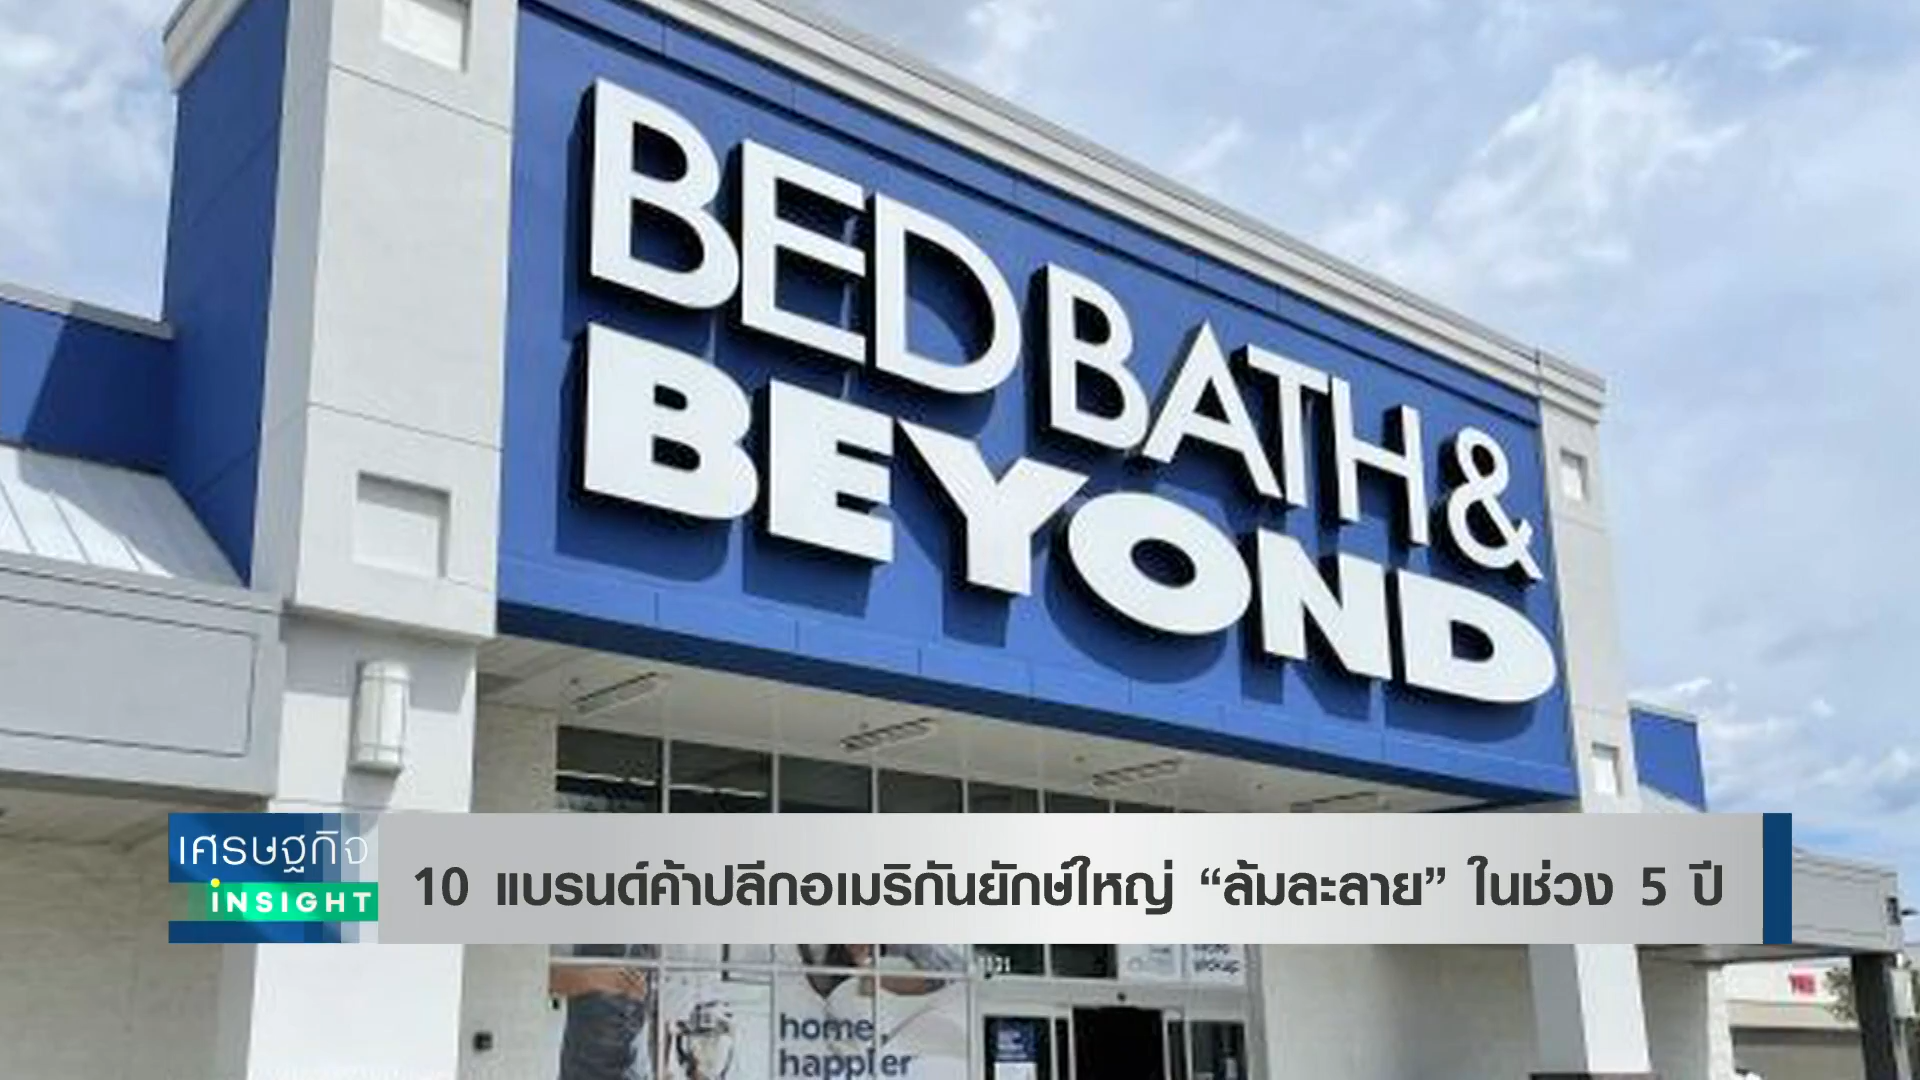 BED BATH &
BEYOND
เศรษฐกิจ
iNSIGHT
10 แบรนด์ค้าปลีกอเมริกันยักษ์ใหญ่ “ล้มละลาย” ในช่วง 5 ปี
home,
happier